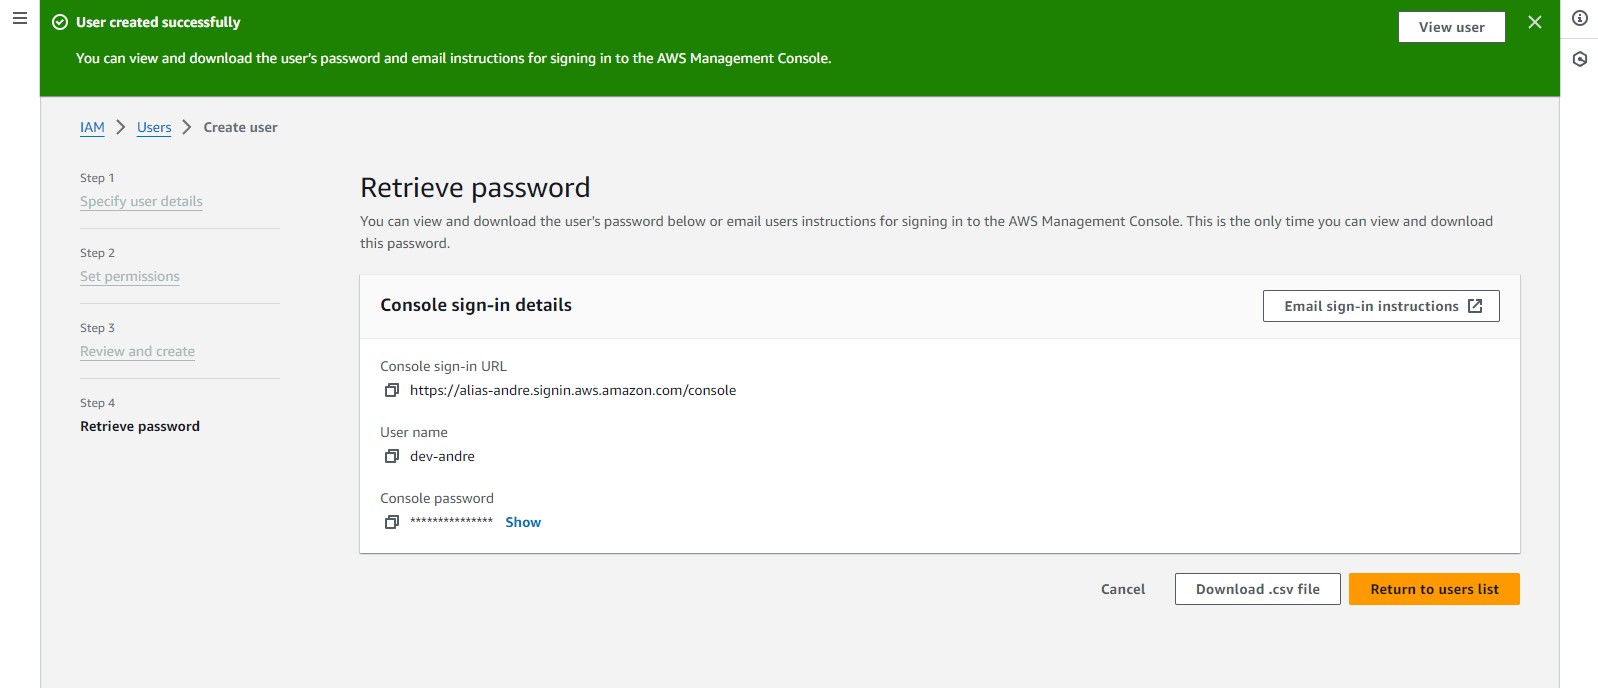 User created successfully
View user
You can view and download the user's password and email instructions for signing in to the AWS Management Console.
IAM > Users > Create user
Step 1
Specify user details
Step 2
Set permissions
Step 3
Review and create
Step 4
Retrieve password
Retrieve password
You can view and download the user's password below or email users instructions for signing in to the AWS Management Console. This is the only time you can view and download
this password.
Console sign-in details
Email sign-in instructions
Console sign-in URL
https://alias-andre.signin.aws.amazon.com/console
User name
dev-andre
Console password
*************** Show
Cancel
Download .csv file
Return to users list